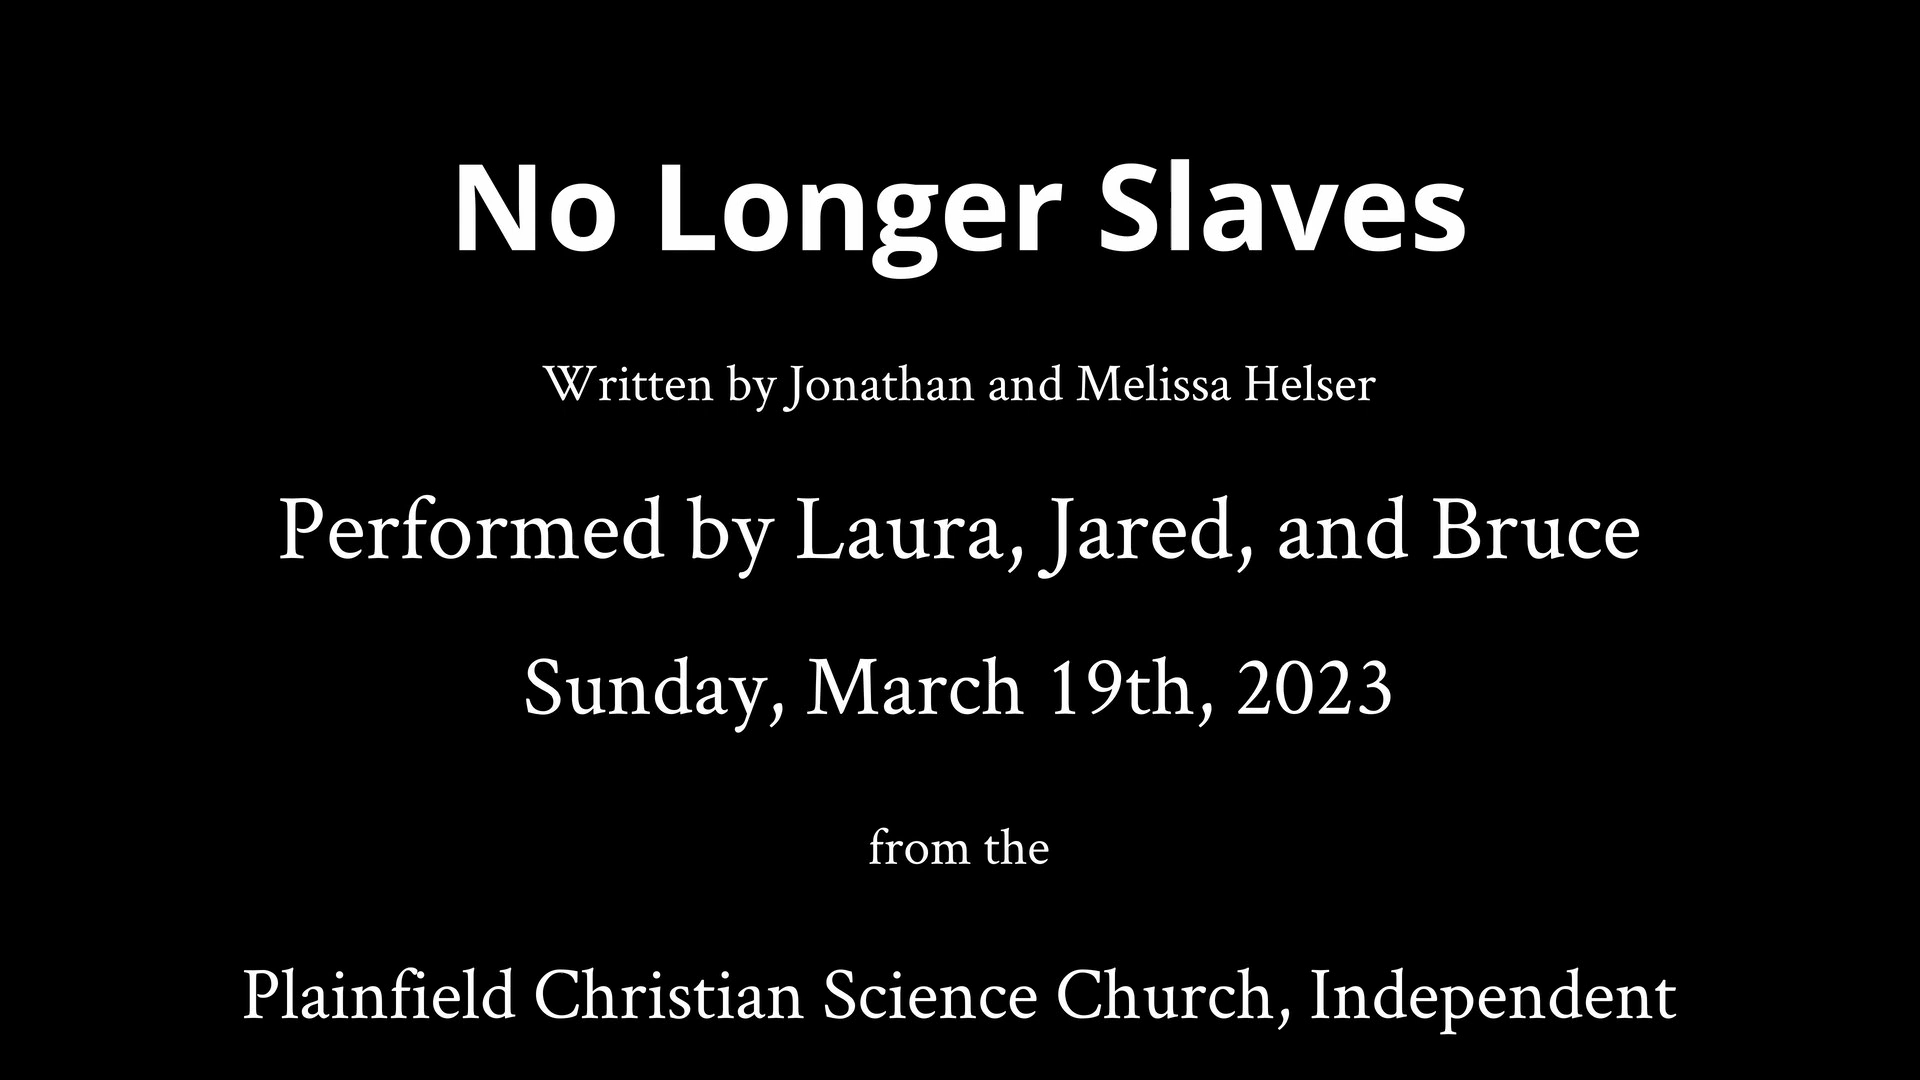 No Longer Slaves
Written by Jonathan and Melissa Helser
Performed by Laura, Jared, and Bruce
Sunday, March 19th, 2023
from the
Plainfield Christian Science Church, Independent